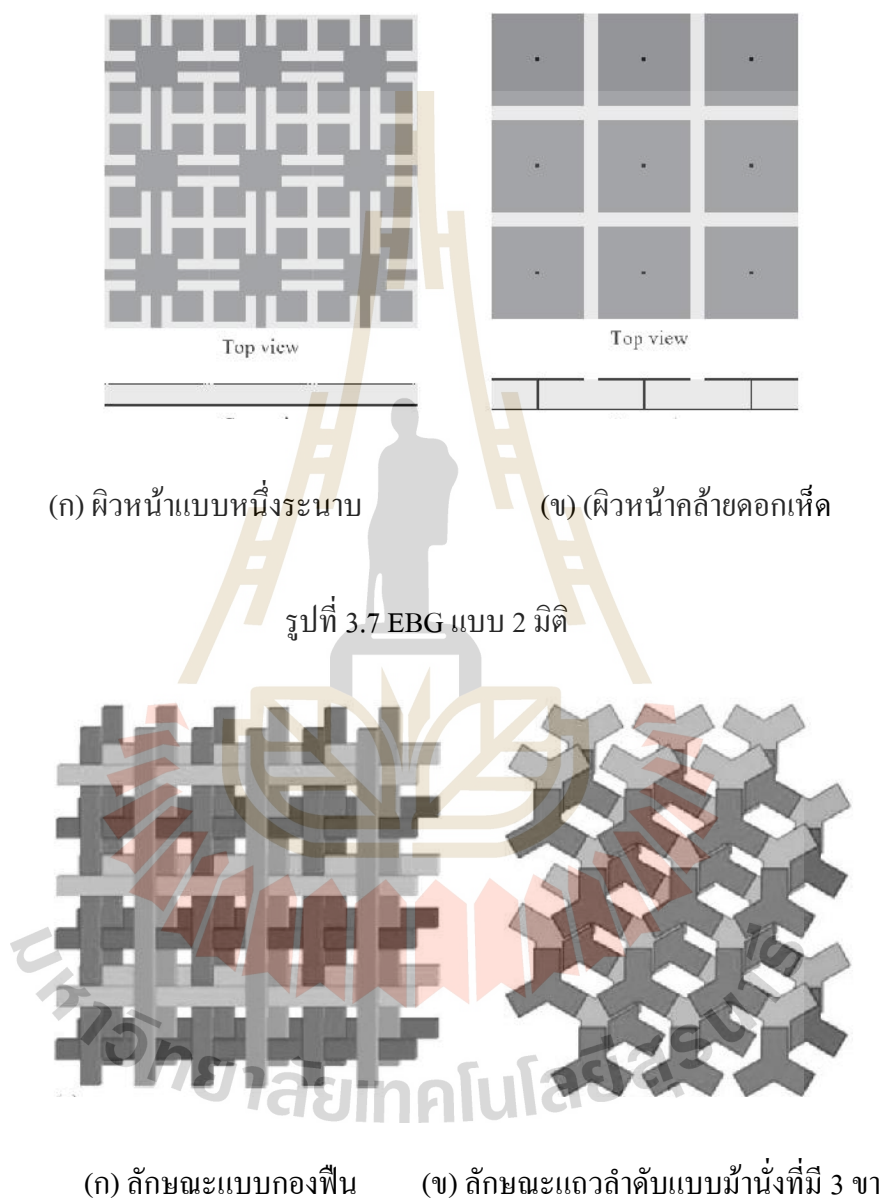 Top view
Top view
(ก) ผิวหน้าแบบหนึ่งระนาบ
(ข) (ผิวหน้าคล้ายดอกเห็ด
รูปที่ 3.7 EBG แบบ 2 มิติ
มหาวิทยาลัยเทคโนโลยีสุรนารี
(ก) ลักษณะแบบกองฟืน
(ข) ลักษณะแถวลำดับแบบม้านั่งที่มี 3 ขา